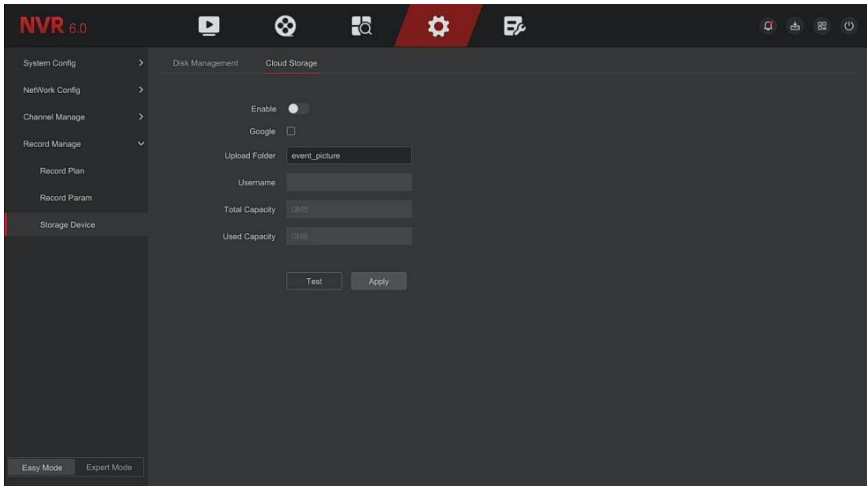 NVR 6.0
System Config
NetWork Config
Channel Manage
Record Manage
Record Plan
Record Param
Storage Device
Easy Mode Expert Mode
Disk Management Cloud Storage
Enable
Google
Upload Folder event_picture
Username
Total Capacity 0MB
Used Capacity 0MB
Test Apply